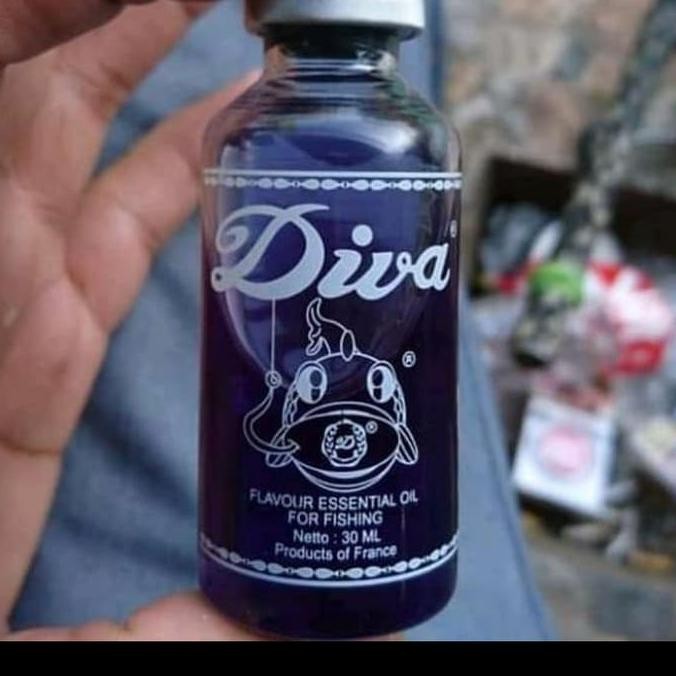 Diva®
®
D ®
FLAVOUR ESSENTIAL OIL
FOR FISHING
Netto : 30 ML
Products of France